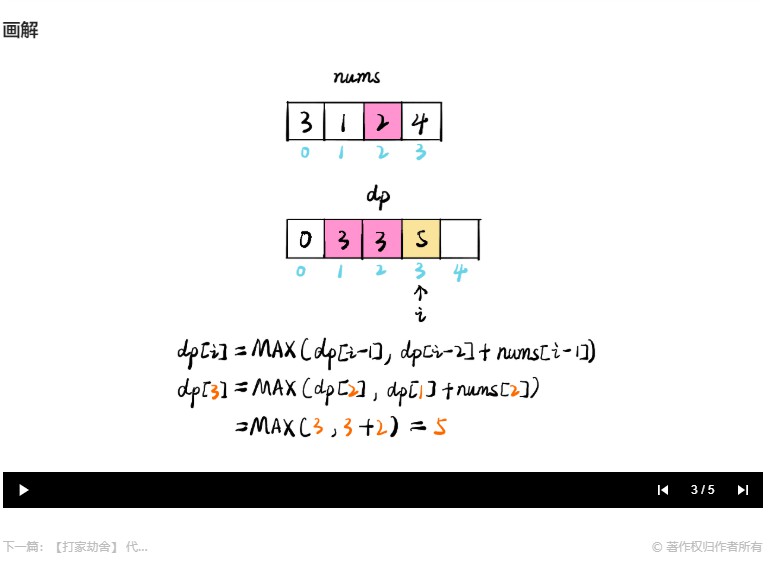 画解
nums
3 1 2 4
0 1 2 3
dp
0 3 3 5
0 1 2 3 4
↑
i
dp[i] = MAX(dp[i-1], dp[i-2] + nums[i-1])
dp[3] = MAX(dp[2], dp[1] + nums[2])
= MAX(3, 3+2) = 5
3 / 5
下一篇: 【打家劫舍】 代... © 著作权归作者所有